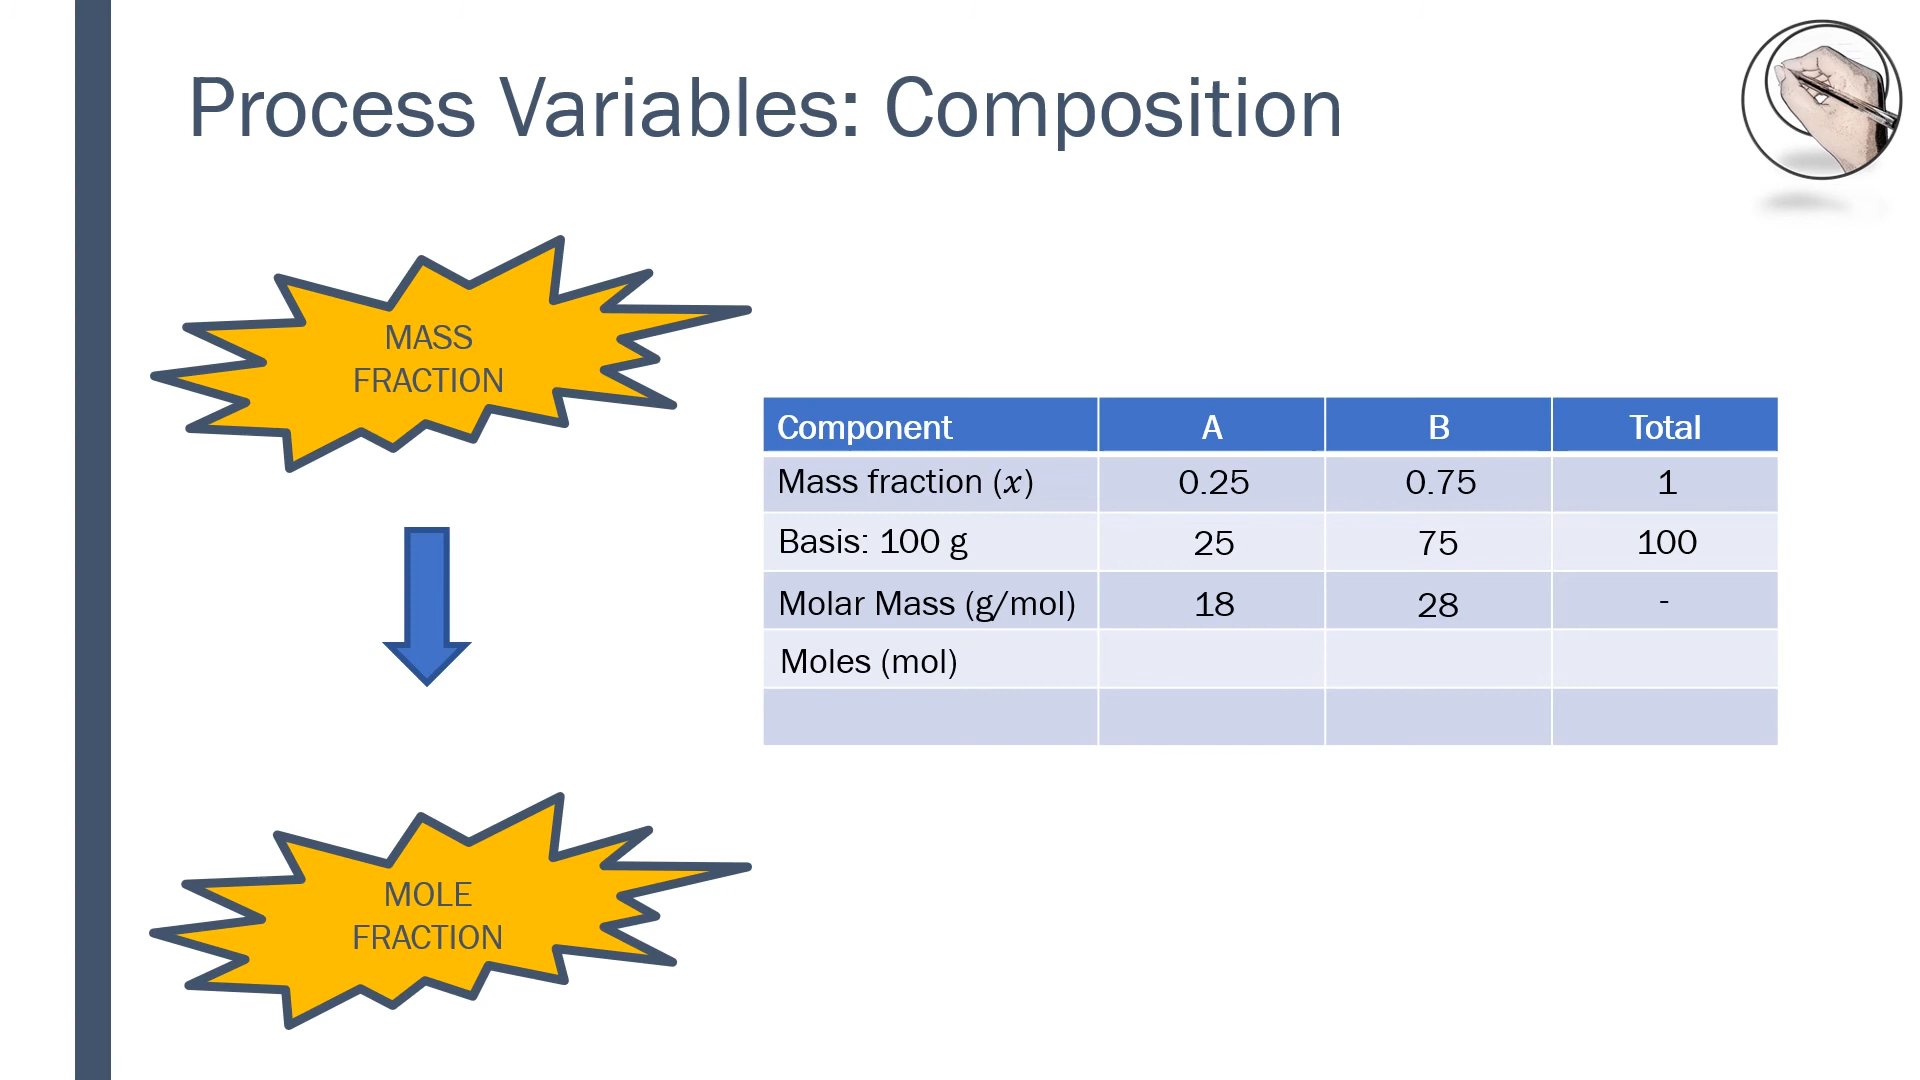 Process Variables: Composition
MASS
FRACTION
Component A B Total
Mass fraction (𝑥) 0.25 0.75 1
Basis: 100 g 25 75 100
Molar Mass (g/mol) 18 28 -
Moles (mol)
MOLE
FRACTION